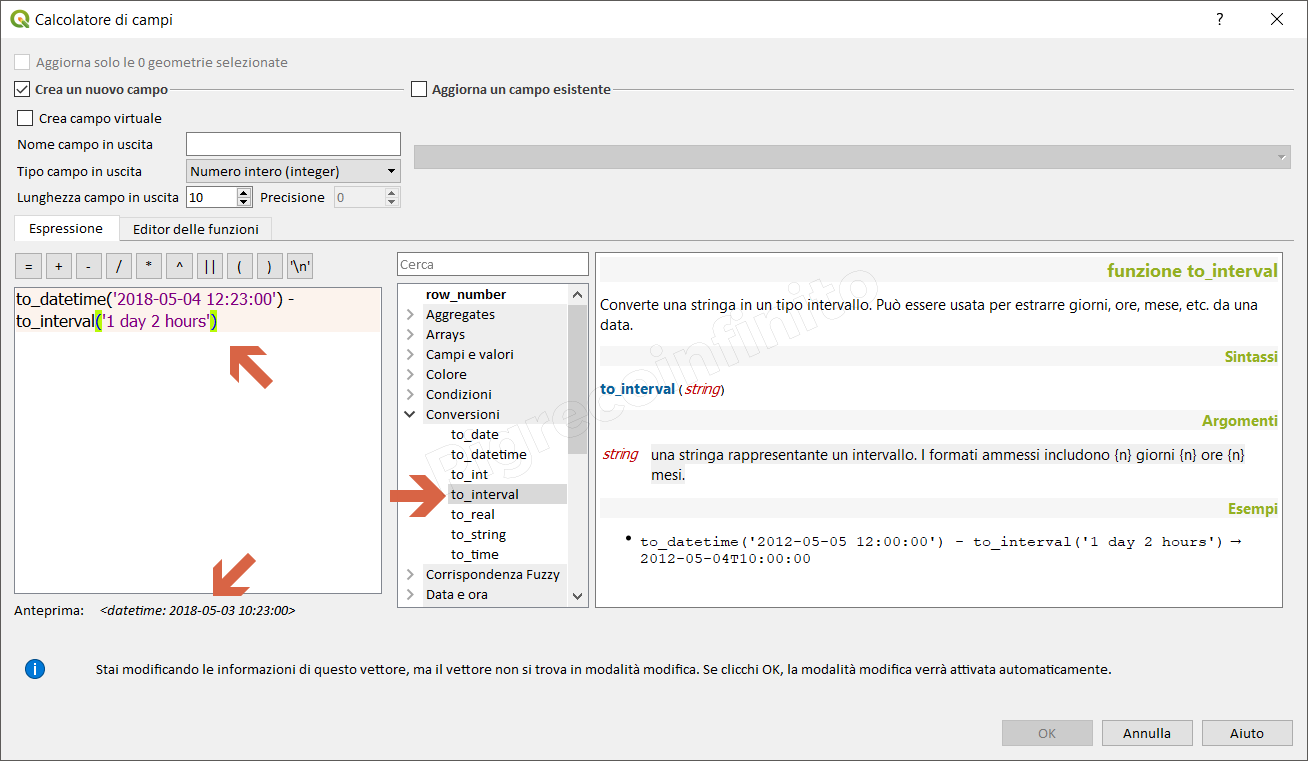 Calcolatore di campi
?
Aggiorna solo le 0 geometrie selezionate
Crea un nuovo campo
Aggiorna un campo esistente
Crea campo virtuale
Nome campo in uscita
Tipo campo in uscita Numero intero (integer)
Lunghezza campo in uscita 10 Precisione 0
Espressione Editor delle funzioni
= + - / * ^ || ( ) '\n'
to_datetime('2018-05-04 12:23:00') -
to_interval('1 day 2 hours')
Anteprima: <datetime: 2018-05-03 10:23:00>
Cerca
row_number
Aggregates
Arrays
Campi e valori
Colore
Condizioni
Conversioni
to_date
to_datetime
to_int
to_interval
to_real
to_string
to_time
Corrispondenza Fuzzy
Data e ora
funzione to_interval
Converte una stringa in un tipo intervallo. Può essere usata per estrarre giorni, ore, mese, etc. da una
data.
Sintassi
to_interval (string)
Argomenti
string una stringa rappresentante un intervallo. I formati ammessi includono {n} giorni {n} ore {n}
mesi.
Esempi
• to_datetime('2012-05-05 12:00:00') - to_interval('1 day 2 hours') →
2012-05-04T10:00:00
Pigrecoinfinito
Stai modificando le informazioni di questo vettore, ma il vettore non si trova in modalità modifica. Se clicchi OK, la modalità modifica verrà attivata automaticamente.
OK Annulla Aiuto